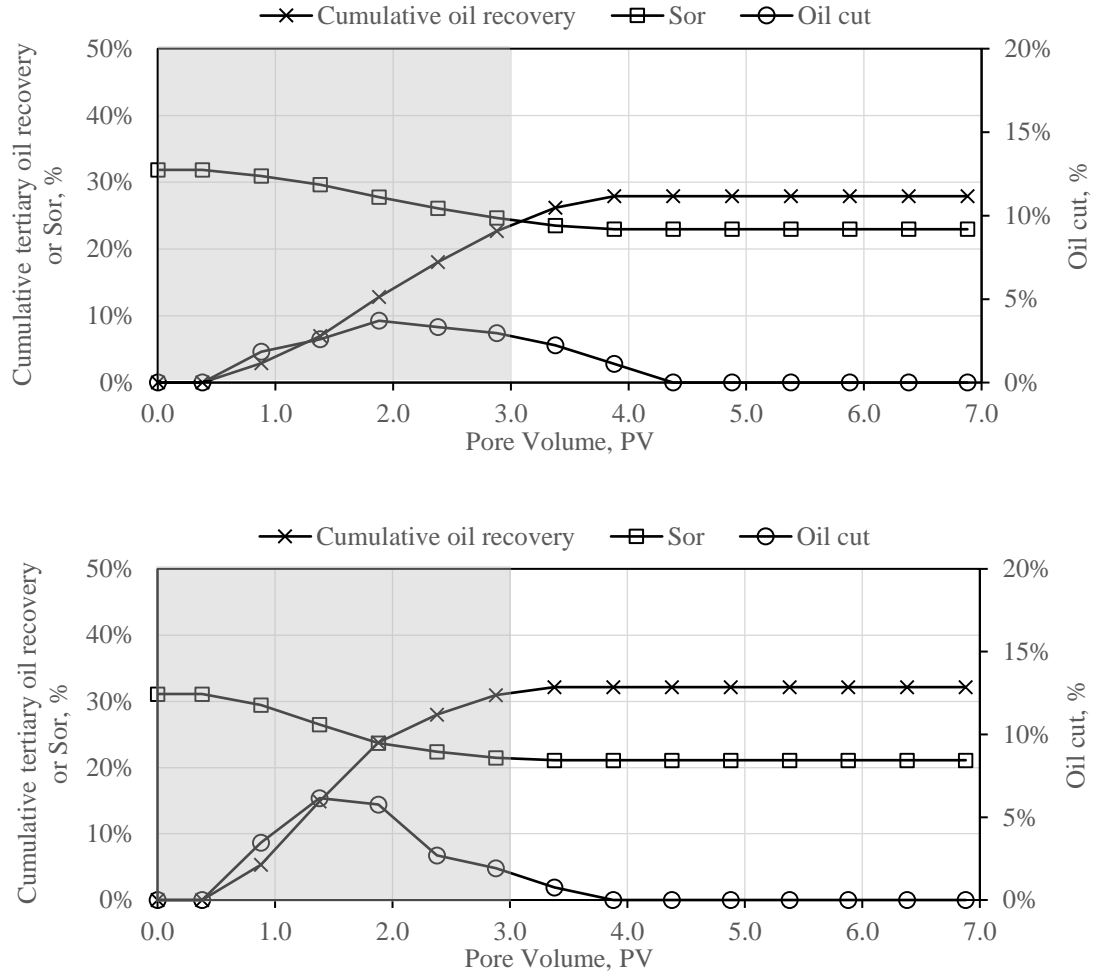 Cumulative oil recovery Sor Oil cut
Cumulative tertiary oil recovery
or Sor, %
50%
40%
30%
20%
10%
0%
20%
15%
10%
5%
0%
Oil cut, %
0.0 1.0 2.0 3.0 4.0 5.0 6.0 7.0
Pore Volume, PV
Cumulative oil recovery Sor Oil cut
Cumulative tertiary oil recovery
or Sor, %
50%
40%
30%
20%
10%
0%
20%
15%
10%
5%
0%
Oil cut, %
0.0 1.0 2.0 3.0 4.0 5.0 6.0 7.0
Pore Volume, PV